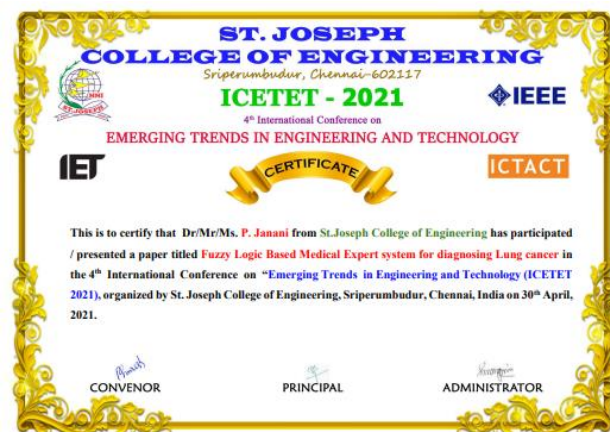 ST. JOSEPH
COLLEGE OF ENGINEERING
Sriperumbudur, Chennai-602117
ICETET - 2021
IEEE
4th International Conference on
EMERGING TRENDS IN ENGINEERING AND TECHNOLOGY
MMI
ST. JOSEPH
IET
CERTIFICATE
ICTACT
This is to certify that Dr/Mr/Ms. P. Janani from St.Joseph College of Engineering has participated
/ presented a paper titled Fuzzy Logic Based Medical Expert system for diagnosing Lung cancer in
the 4th International Conference on “Emerging Trends in Engineering and Technology (ICETET
2021), organized by St. Joseph College of Engineering, Sriperumbudur, Chennai, India on 30th April,
2021.
CONVENOR
PRINCIPAL
ADMINISTRATOR